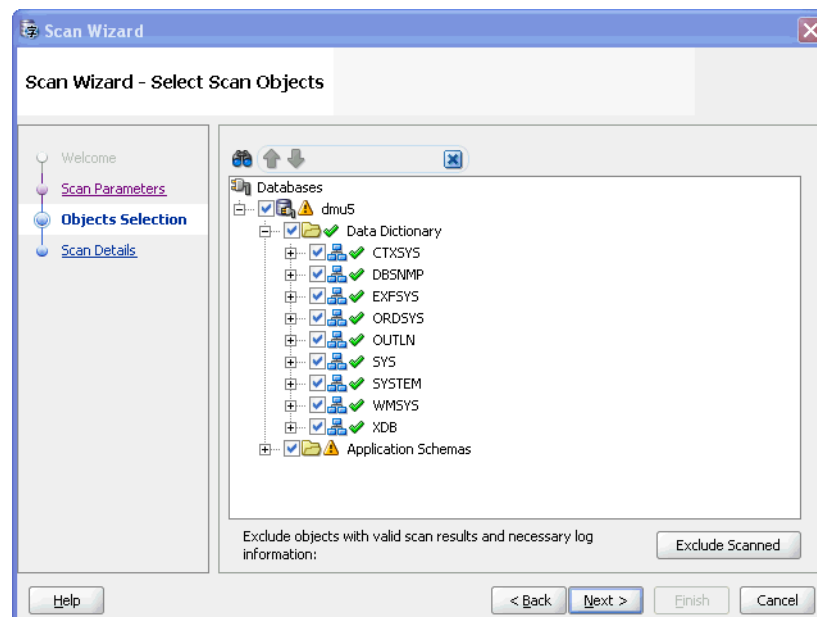 Scan Wizard
Scan Wizard - Select Scan Objects
Welcome
Scan Parameters
Objects Selection
Scan Details
Databases
dmu5
Data Dictionary
CTXSYS
DBSNMP
EXFSYS
ORDSYS
OUTLN
SYS
SYSTEM
WMSYS
XDB
Application Schemas
Exclude objects with valid scan results and necessary log
information:
Exclude Scanned
Help
< Back
Next >
Finish
Cancel